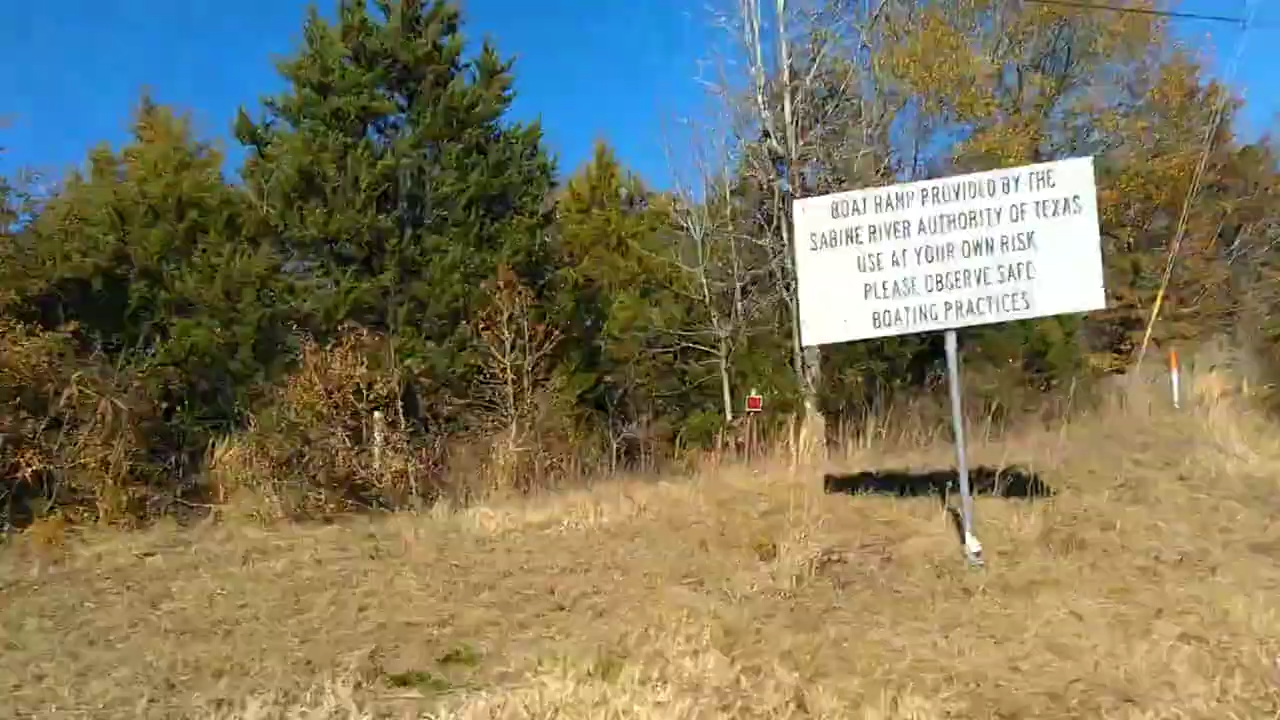 BOAT RAMP PROVIDED BY THE
SABINE RIVER AUTHORITY OF TEXAS
USE AT YOUR OWN RISK
PLEASE OBSERVE SAFE
BOATING PRACTICES